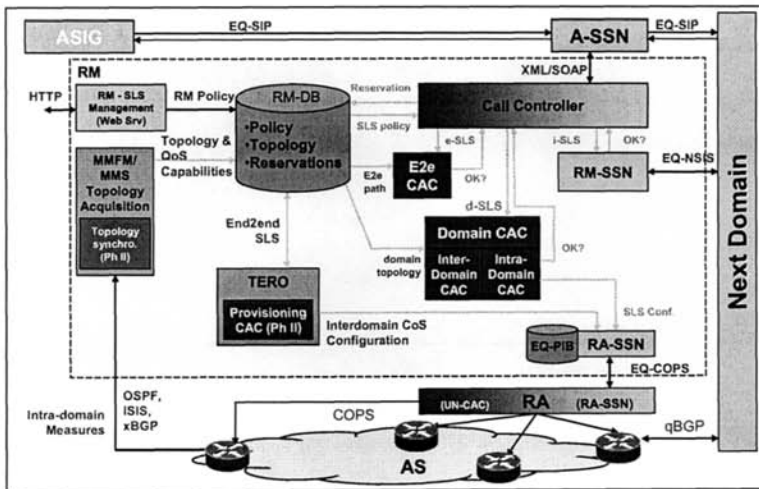 ASIG
EQ-SIP
A-SSN
EQ-SIP
RM
XML/SOAP
HTTP
RM - SLS
Management
(Web Srv)
RM Policy
RM-DB
•Policy
•Topology
•Reservations
Reservation
SLS policy
Call Controller
Topology &
QoS
Capabilities
e-SLS
i-SLS
OK?
E2e
path
E2e
CAC
OK?
RM-SSN
EQ-NSIS
MMFM/
MMS
Topology
Acquisition
Topology
synchro.
(Ph II)
End2end
SLS
d-SLS
Domain CAC
Inter-
Domain
CAC
Intra-
Domain
CAC
OK?
domain
topology
TERO
Provisioning
CAC (Ph II)
Interdomain CoS
Configuration
SLS Conf.
EQ-PIB
RA-SSN
EQ-COPS
Next Domain
OSPF,
ISIS,
xBGP
Intra-domain
Measures
COPS
(UN-CAC)
RA
(RA-SSN)
qBGP
AS